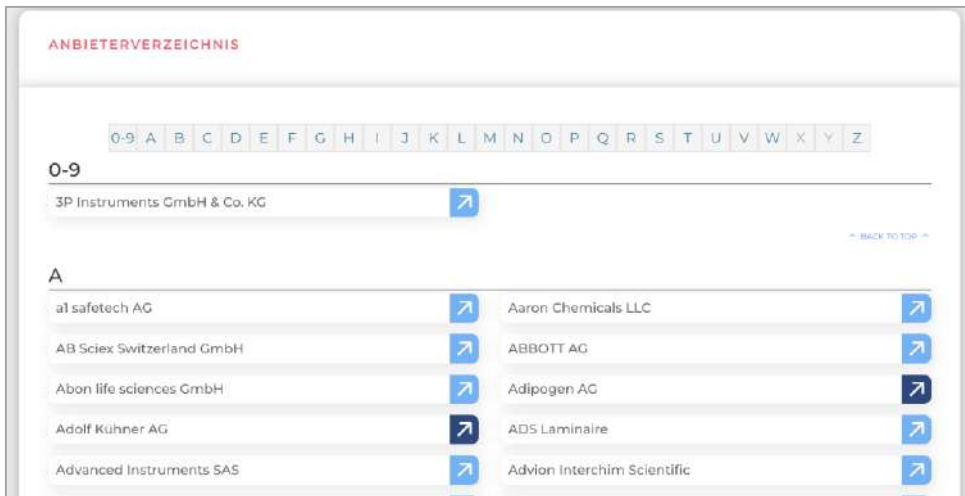 ANBIETERVERZEICHNIS
0-9 A B C D E F G H I J K L M N O P Q R S T U V W X Y Z
0-9
3P Instruments GmbH & Co. KG
^ BACK TO TOP ^
A
a1 safetech AG
Aaron Chemicals LLC
AB Sciex Switzerland GmbH
ABBOTT AG
Abon life sciences GmbH
Adipogen AG
Adolf Kühner AG
ADS Laminaire
Advanced Instruments SAS
Advion Interchim Scientific